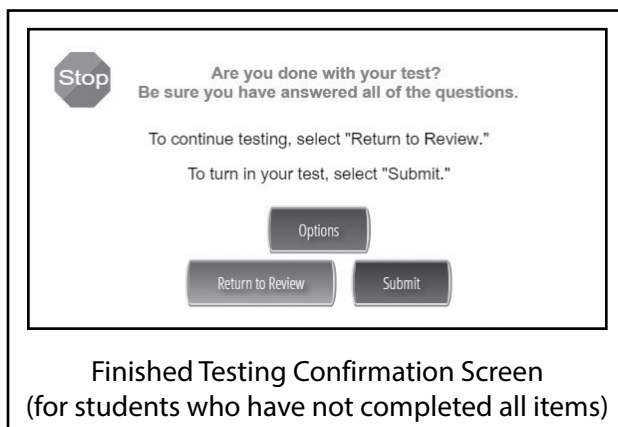 Stop
Are you done with your test?
Be sure you have answered all of the questions.
To continue testing, select "Return to Review."
To turn in your test, select "Submit."
Options
Return to Review
Submit
Finished Testing Confirmation Screen
(for students who have not completed all items)